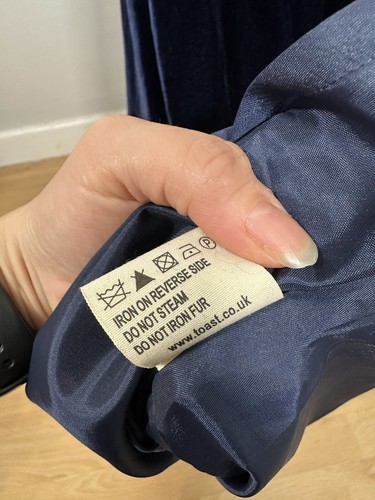 P
IRON ON REVERSE SIDE
DO NOT STEAM
DO NOT IRON FUR
www.toast.co.uk